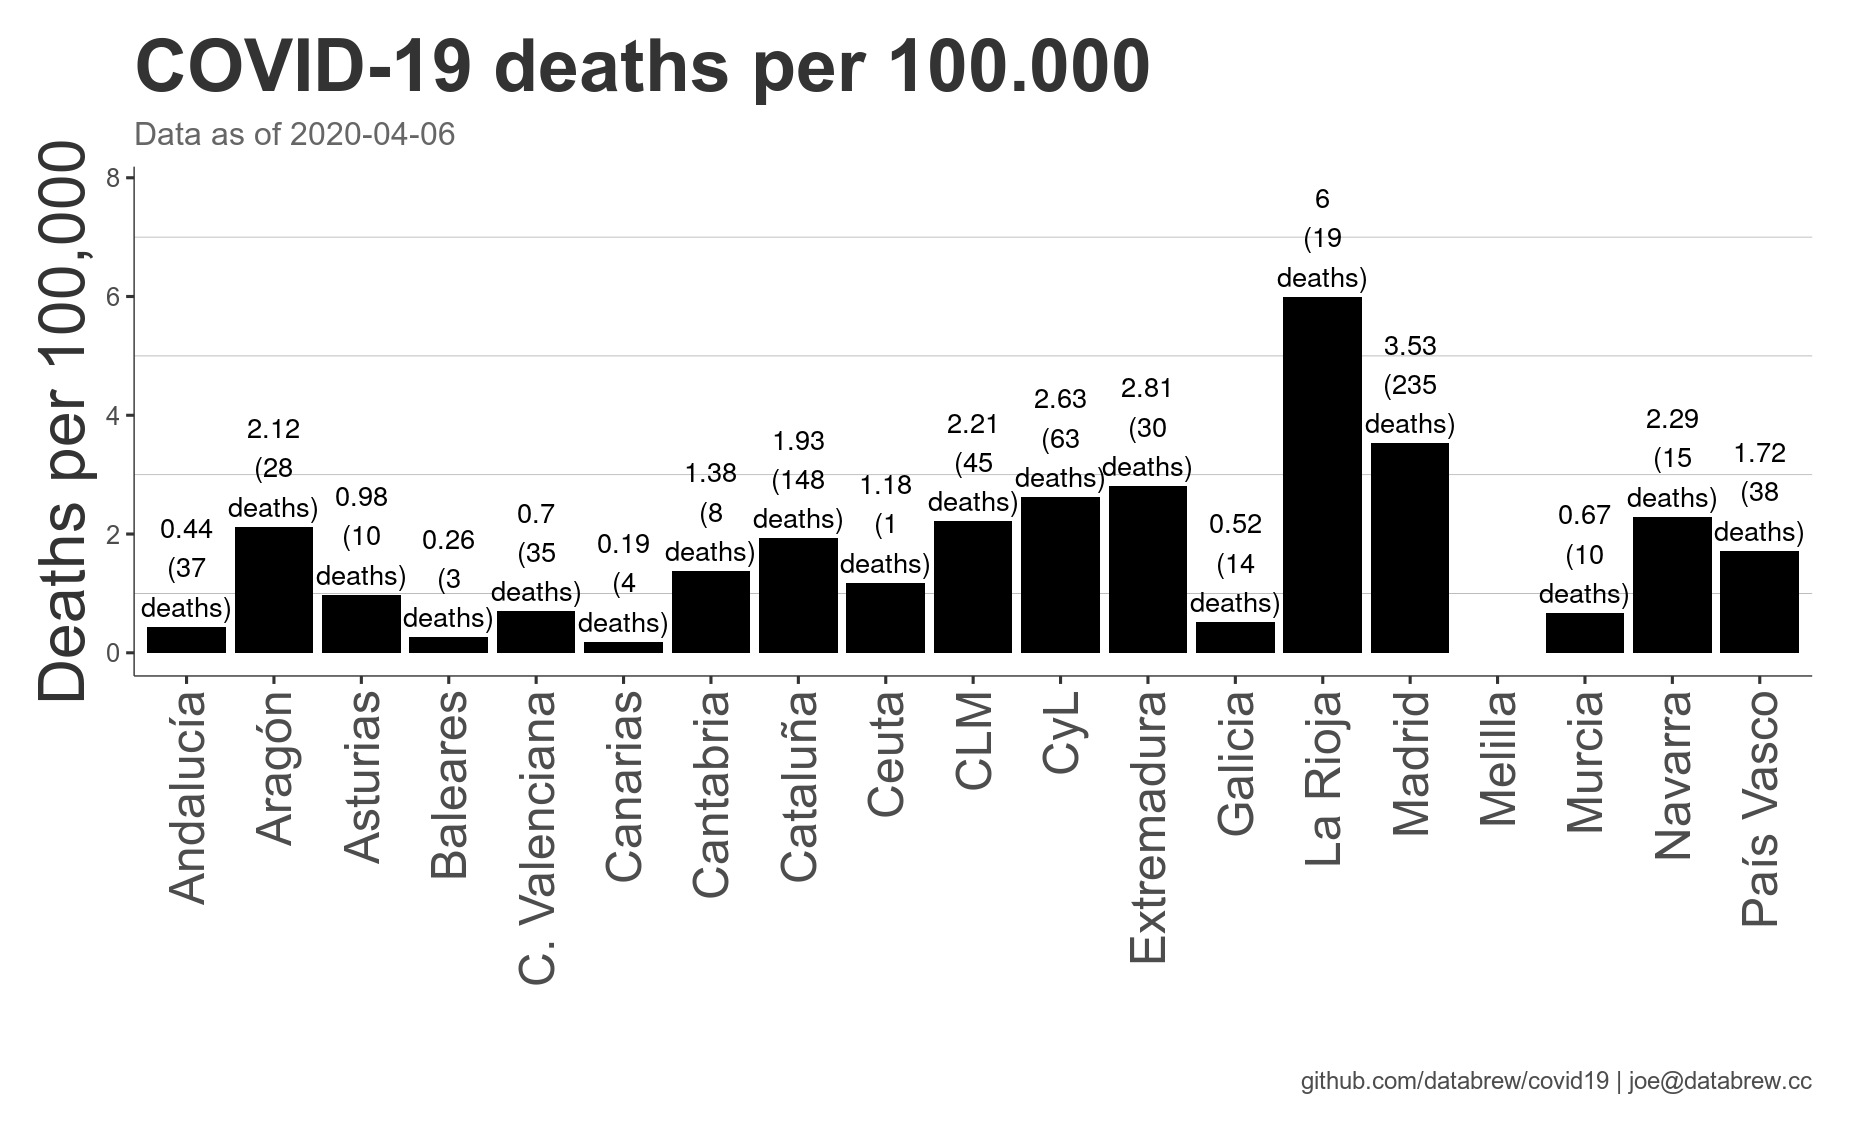 COVID-19 deaths per 100.000
Data as of 2020-04-06
Deaths per 100,000
8
6
4
2
0
0.44
(37
deaths)
2.12
(28
deaths)
0.98
(10
deaths)
0.26
(3
deaths)
0.7
(35
deaths)
0.19
(4
deaths)
1.38
(8
deaths)
1.93
(148
deaths)
1.18
(1
deaths)
2.21
(45
deaths)
2.63
(63
deaths)
2.81
(30
deaths)
0.52
(14
deaths)
6
(19
deaths)
3.53
(235
deaths)
0.67
(10
deaths)
2.29
(15
deaths)
1.72
(38
deaths)
Andalucía
Aragón
Asturias
Baleares
C. Valenciana
Canarias
Cantabria
Cataluña
Ceuta
CLM
CyL
Extremadura
Galicia
La Rioja
Madrid
Melilla
Murcia
Navarra
País Vasco
github.com/databrew/covid19 | joe@databrew.cc